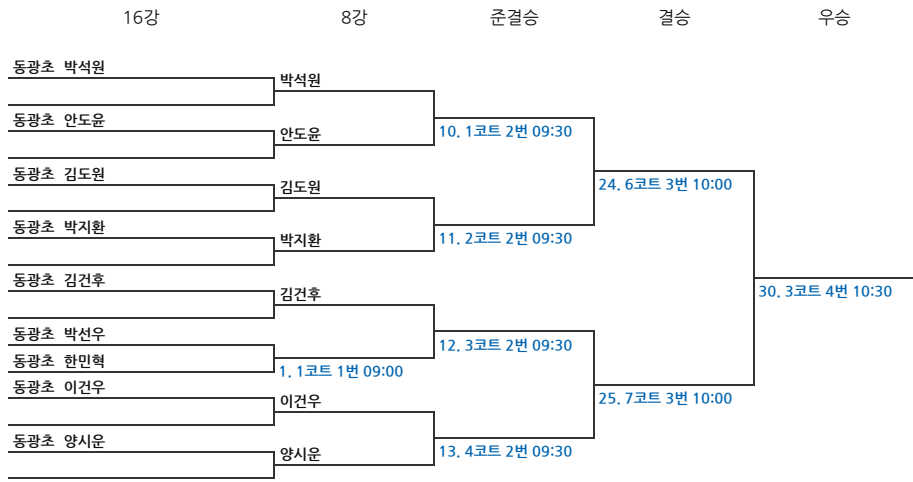 16강 8강 준결승 결승 우승
동광초 박석원
박석원
동광초 안도윤
안도윤
10. 1코트 2번 09:30
동광초 김도원
김도원
24. 6코트 3번 10:00
동광초 박지환
박지환
11. 2코트 2번 09:30
동광초 김건후
김건후
30. 3코트 4번 10:30
동광초 박선우
12. 3코트 2번 09:30
동광초 한민혁
1. 1코트 1번 09:00
동광초 이건우
이건우
25. 7코트 3번 10:00
동광초 양시운
양시운
13. 4코트 2번 09:30